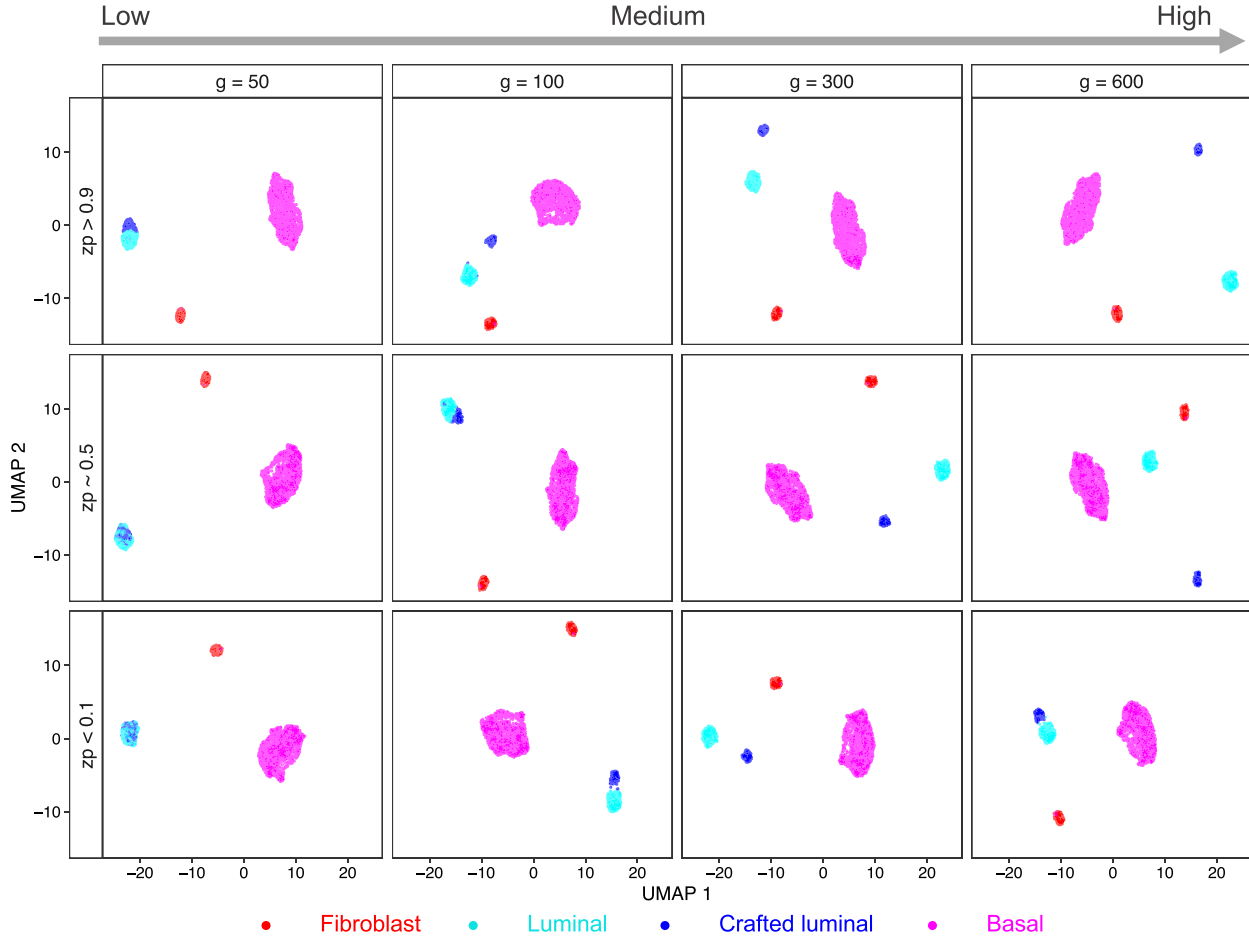 Low Medium High
g = 50 g = 100 g = 300 g = 600
zp > 0.9
10
0
−10
zp ~ 0.5
10
0
−10
zp < 0.1
10
0
−10
UMAP 2
−20 −10 0 10 20 −20 −10 0 10 20 −20 −10 0 10 20 −20 −10 0 10 20
UMAP 1
Fibroblast Luminal Crafted luminal Basal